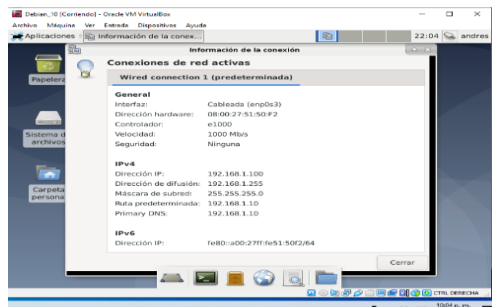 Debian_10 [Corriendo] - Oracle VM VirtualBox
Archivo Máquina Ver Entrada Dispositivos Ayuda
Aplicaciones Información de la conex... 22:04 andres
Información de la conexión
Papelera
Sistema d
archivos
Carpeta
persona
Conexiones de red activas
Wired connection 1 (predeterminada)
General
Interfaz: Cableada (enp0s3)
Dirección hardware: 08:00:27:51:50:F2
Controlador: e1000
Velocidad: 1000 Mb/s
Seguridad: Ninguna
IPv4
Dirección IP: 192.168.1.100
Dirección de difusión: 192.168.1.255
Máscara de subred: 255.255.255.0
Ruta predeterminada: 192.168.1.10
Primary DNS: 192.168.1.10
IPv6
Dirección IP: fe80::a00:27ff:fe51:50f2/64
Cerrar
CTRL DERECHA
10:04 p. m.